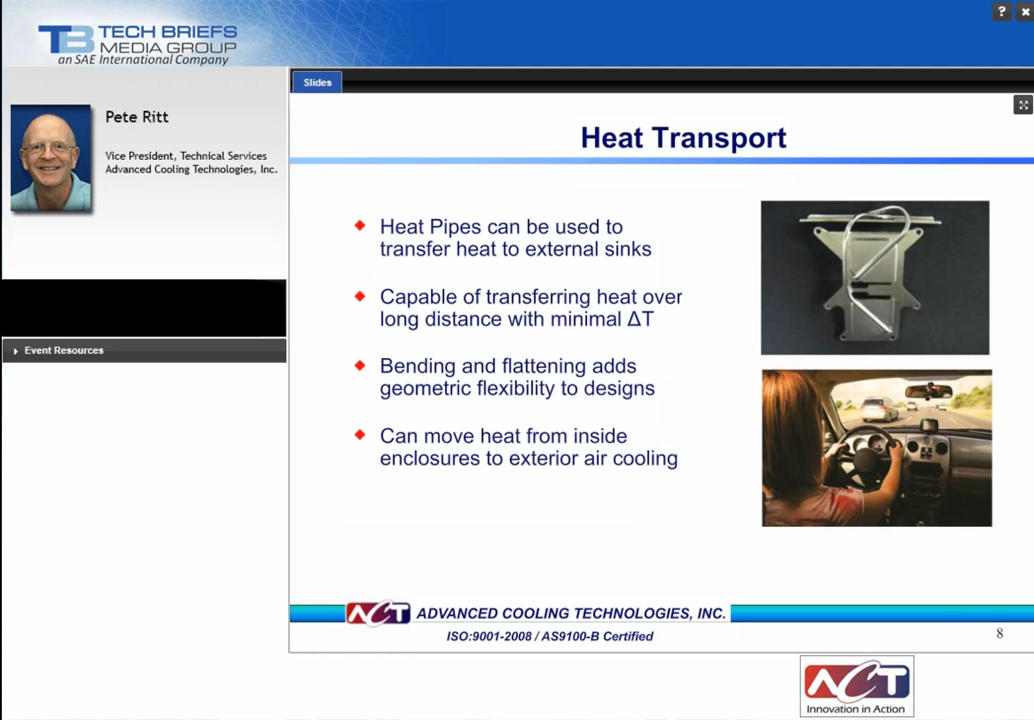 TB TECH BRIEFS
MEDIA GROUP
an SAE International Company
?
Pete Ritt
Vice President, Technical Services
Advanced Cooling Technologies, Inc.
Event Resources
Slides
Heat Transport
Heat Pipes can be used to
transfer heat to external sinks
Capable of transferring heat over
long distance with minimal ΔT
Bending and flattening adds
geometric flexibility to designs
Can move heat from inside
enclosures to exterior air cooling
ACT ADVANCED COOLING TECHNOLOGIES, INC.
ISO:9001-2008 / AS9100-B Certified
8
ACT
Innovation in Action